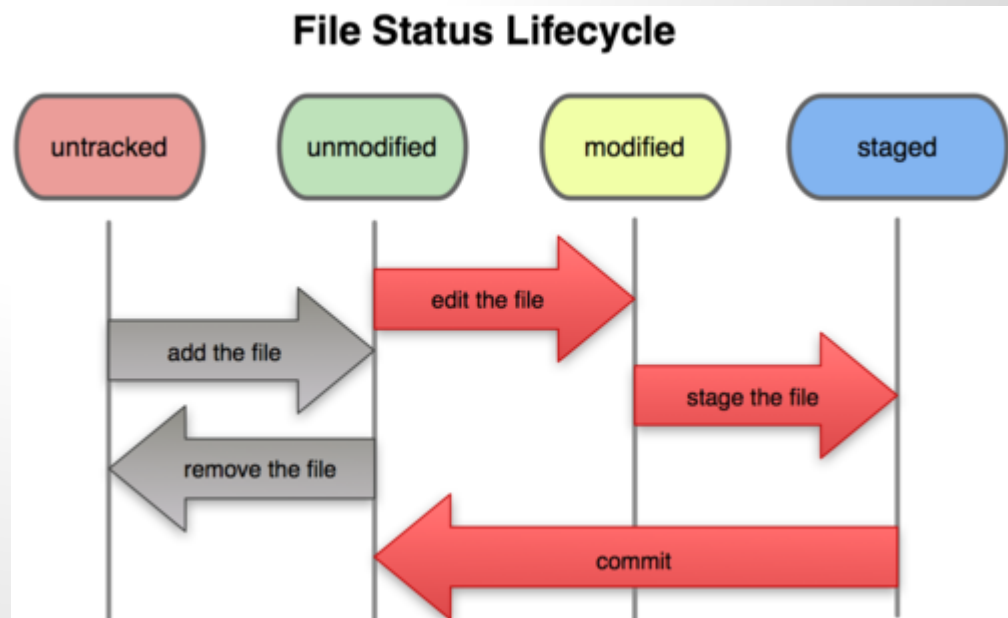 File Status Lifecycle
untracked
unmodified
modified
staged
edit the file
add the file
stage the file
remove the file
commit